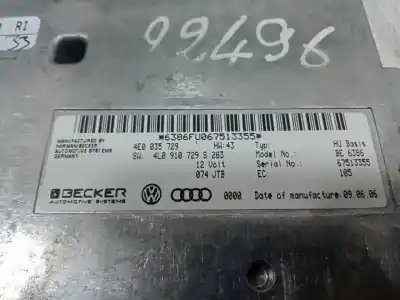 RI
55
99496
*6386FU067513355*
MANUFACTURED BY
HARMAN-BECKER
AUTOMOTIVE SYSTEMS
GERMANY
4E0 035 729 HW:43 Typ: HU Basis
SW: 4L0 910 729 S 283 Model No.: BE 6386
12 Volt Serial No.: 67513355
074 JTB EC: 105
BECKER
AUTOMOTIVE SYSTEMS
0000 Date of manufacture: 09.06.06